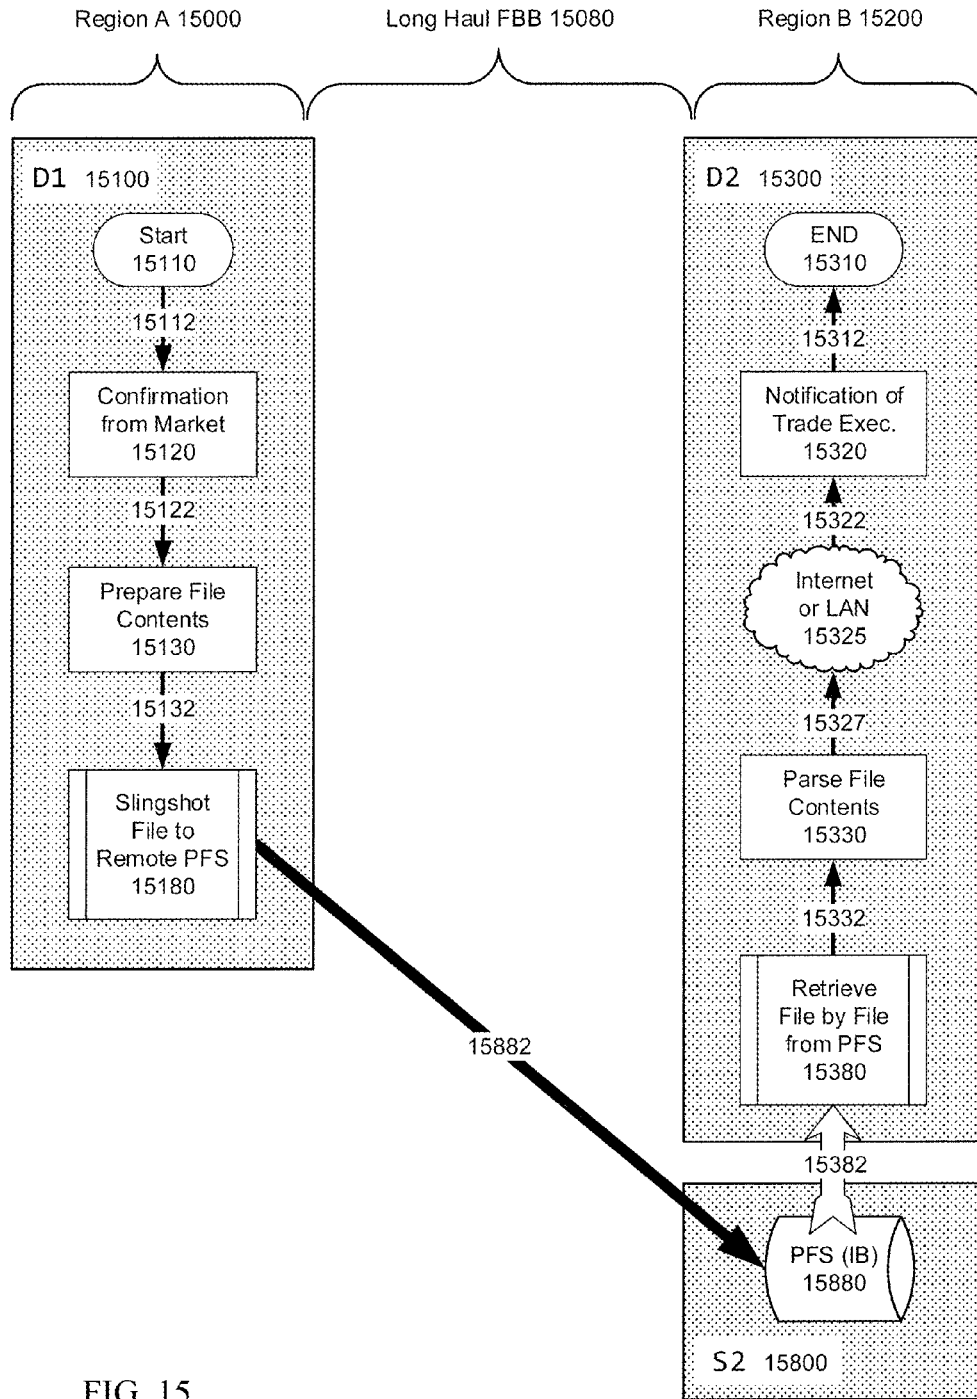 Region A 15000
Long Haul FBB 15080
Region B 15200
D1 15100
Start
15110
15112
Confirmation
from Market
15120
15122
Prepare File
Contents
15130
15132
Slingshot
File to
Remote PFS
15180
15882
D2 15300
END
15310
15312
Notification of
Trade Exec.
15320
15322
Internet
or LAN
15325
15327
Parse File
Contents
15330
15332
Retrieve
File by File
from PFS
15380
15382
PFS (IB)
15880
S2 15800
FIG. 15